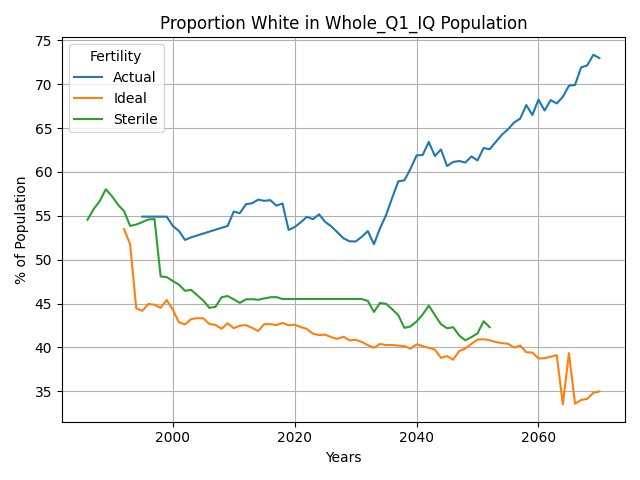 Proportion White in Whole_Q1_IQ Population
Fertility
Actual
Ideal
Sterile
% of Population
75
70
65
60
55
50
45
40
35
2000
2020
2040
2060
Years